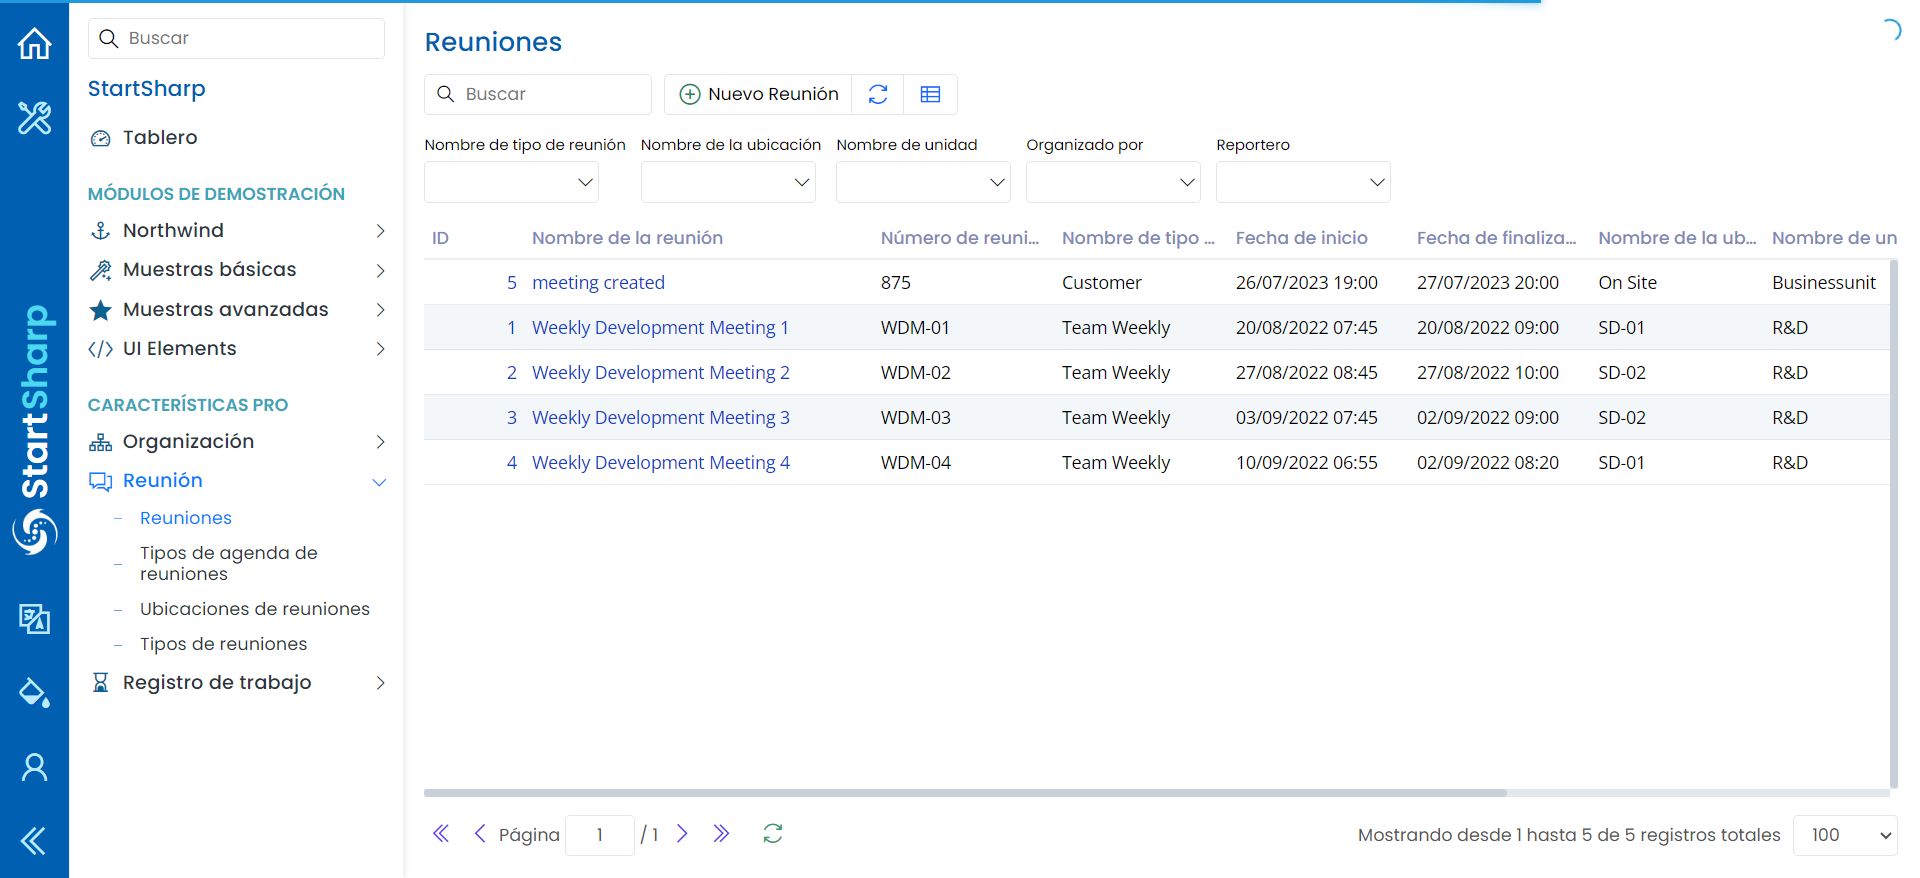 Buscar
StartSharp
Tablero
MÓDULOS DE DEMOSTRACIÓN
Northwind
Muestras básicas
Muestras avanzadas
UI Elements
CARACTERÍSTICAS PRO
Organización
Reunión
Reuniones
Tipos de agenda de
reuniones
Ubicaciones de reuniones
Tipos de reuniones
Registro de trabajo
StartSharp
Reuniones
Buscar
Nuevo Reunión
Nombre de tipo de reunión Nombre de la ubicación Nombre de unidad Organizado por Reportero
ID Nombre de la reunión Número de reuni... Nombre de tipo ... Fecha de inicio Fecha de finaliza... Nombre de la ub... Nombre de un
5 meeting created 875 Customer 26/07/2023 19:00 27/07/2023 20:00 On Site Businessunit
1 Weekly Development Meeting 1 WDM-01 Team Weekly 20/08/2022 07:45 20/08/2022 09:00 SD-01 R&D
2 Weekly Development Meeting 2 WDM-02 Team Weekly 27/08/2022 08:45 27/08/2022 10:00 SD-02 R&D
3 Weekly Development Meeting 3 WDM-03 Team Weekly 03/09/2022 07:45 02/09/2022 09:00 SD-02 R&D
4 Weekly Development Meeting 4 WDM-04 Team Weekly 10/09/2022 06:55 02/09/2022 08:20 SD-01 R&D
Página 1 / 1
Mostrando desde 1 hasta 5 de 5 registros totales 100